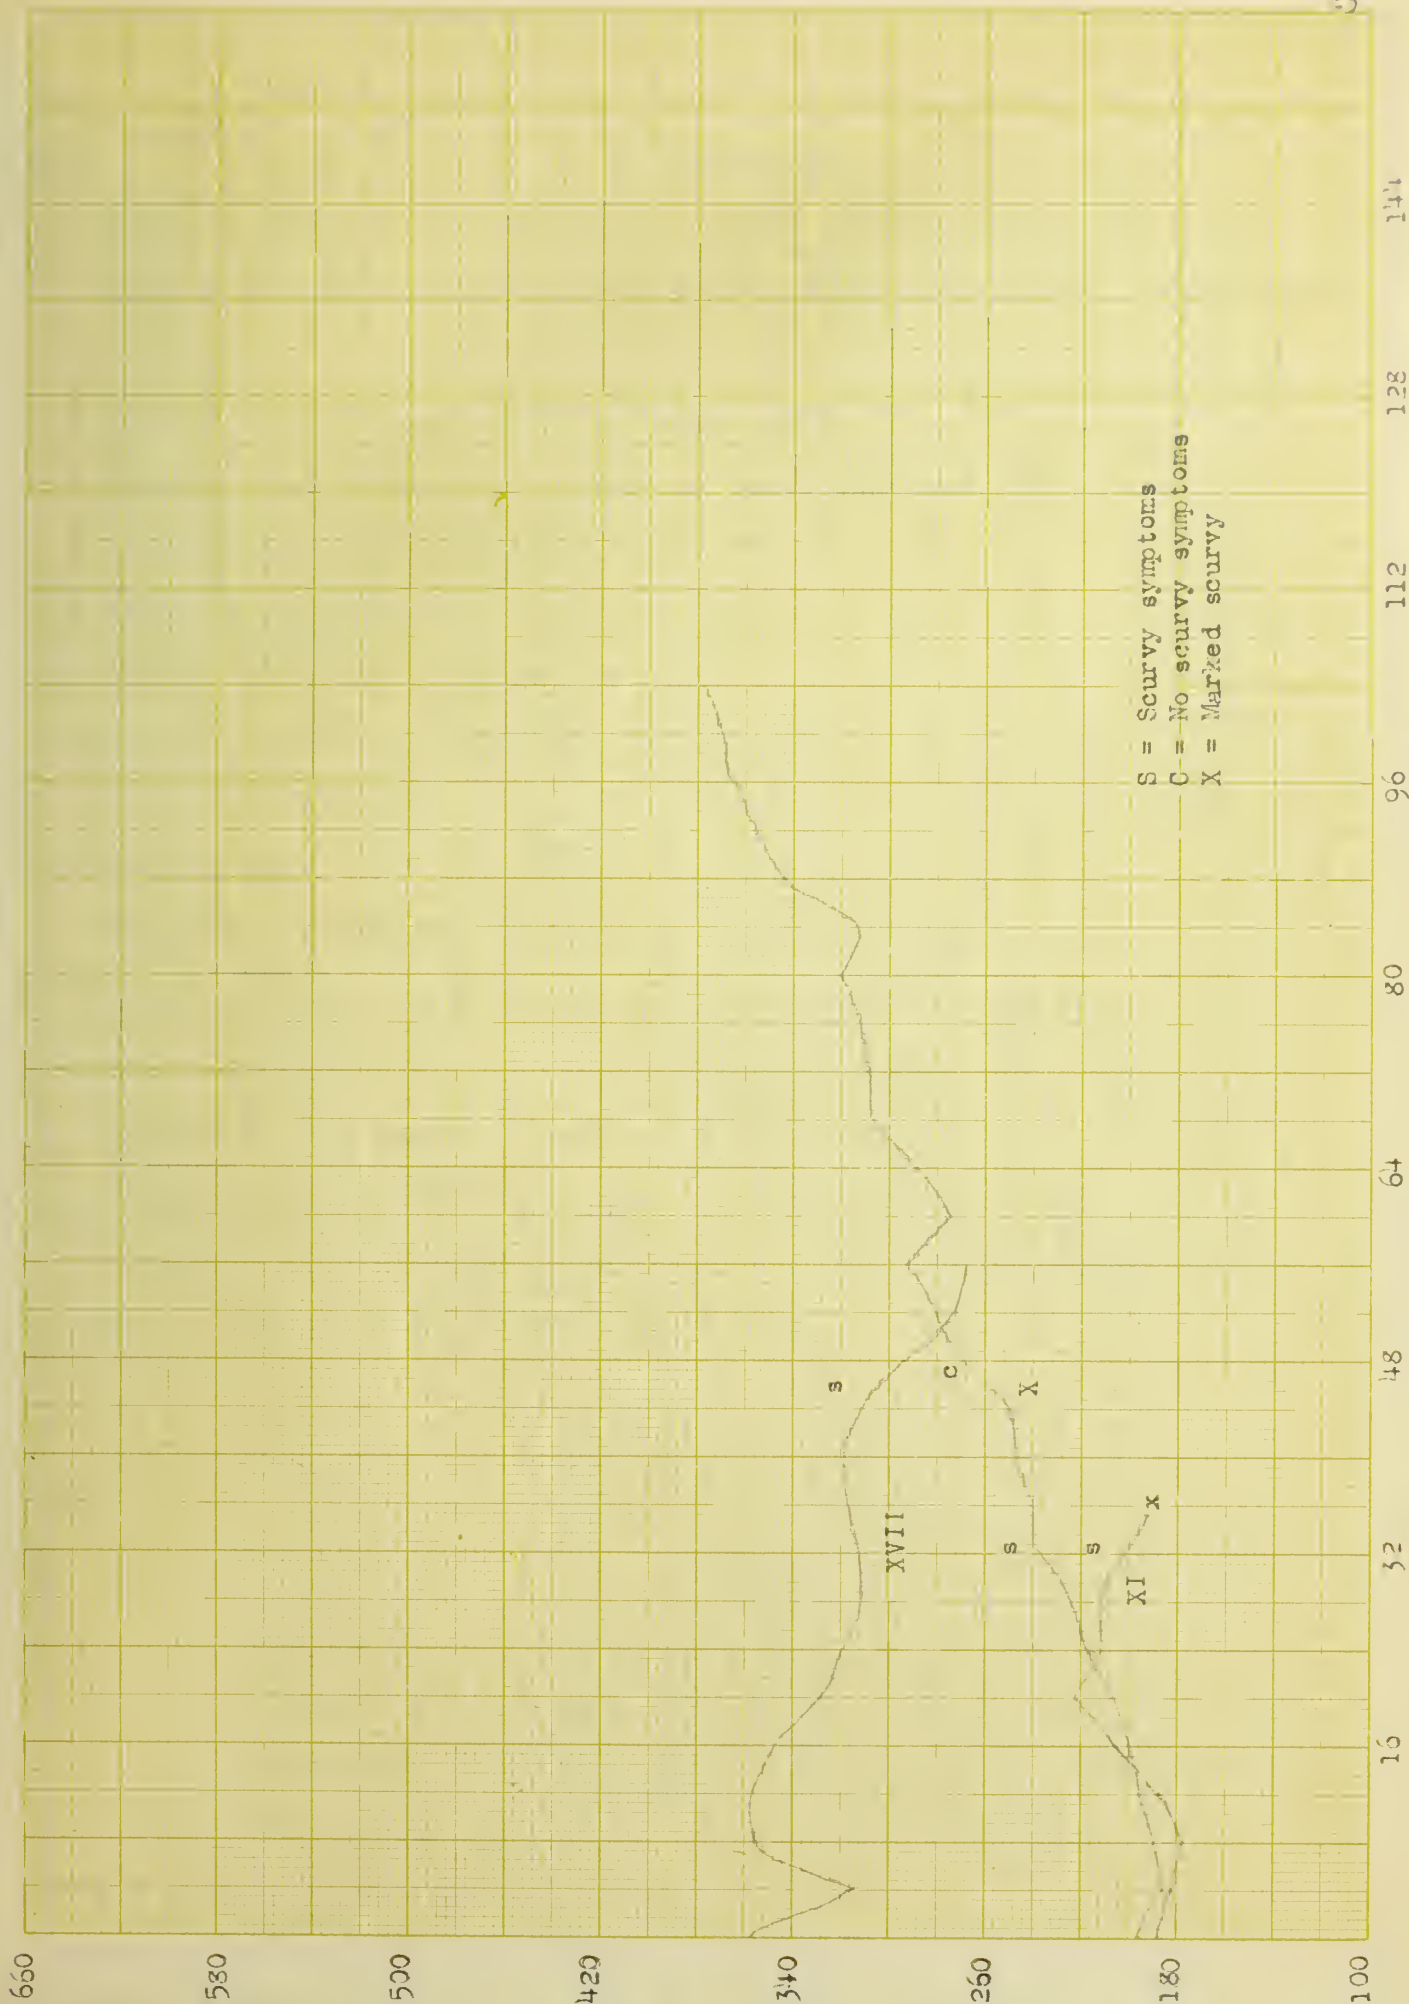 660
580
500
420
340
260
180
100
s
C
X
XVII
s
s
x
XI
S = Scurvy symptoms
C = No scurvy symptoms
X = Marked scurvy
16
32
48
64
80
96
112
128
144